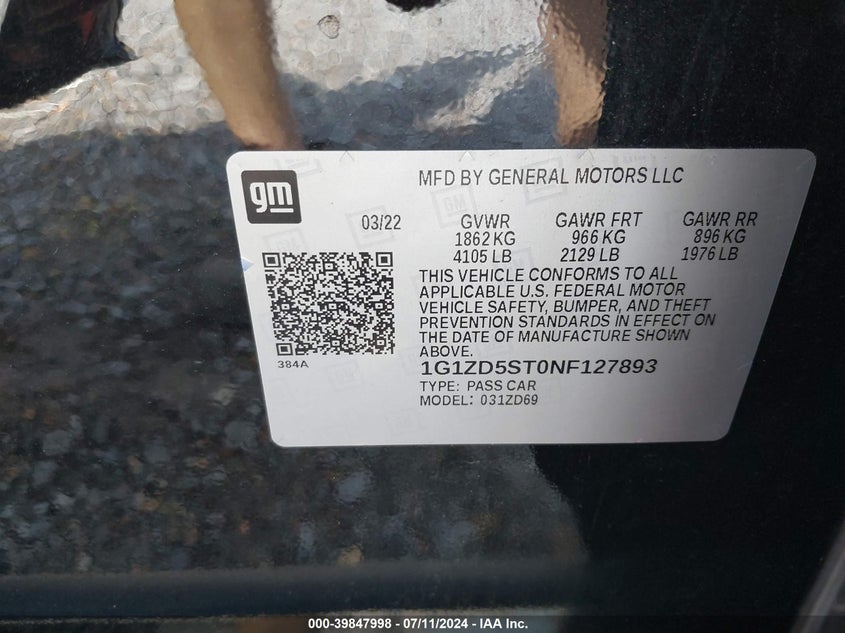 gm
MFD BY GENERAL MOTORS LLC
03/22 GVWR GAWR FRT GAWR RR
1862 KG 966 KG 896 KG
4105 LB 2129 LB 1976 LB
THIS VEHICLE CONFORMS TO ALL
APPLICABLE U.S. FEDERAL MOTOR
VEHICLE SAFETY, BUMPER, AND THEFT
PREVENTION STANDARDS IN EFFECT ON
THE DATE OF MANUFACTURE SHOWN
ABOVE.
384A
1G1ZD5ST0NF127893
TYPE: PASS CAR
MODEL: 031ZD69
000-39847998 - 07/11/2024 - IAA Inc.